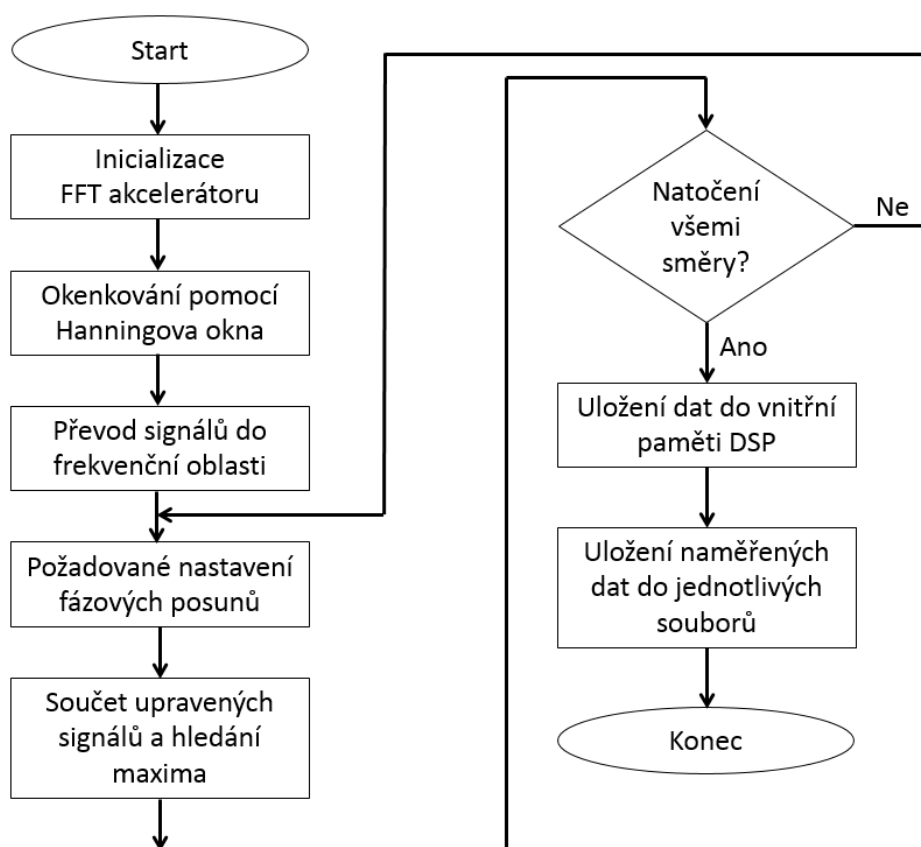 Start
Inicializace
FFT akcelerátoru
Okenkování pomocí
Hanningova okna
Převod signálů do
frekvenční oblasti
Požadované nastavení
fázových posunů
Součet upravených
signálů a hledání
maxima
Natočení
všemi
směry?
Ne
Ano
Uložení dat do vnitřní
paměti DSP
Uložení naměřených
dat do jednotlivých
souborů
Konec